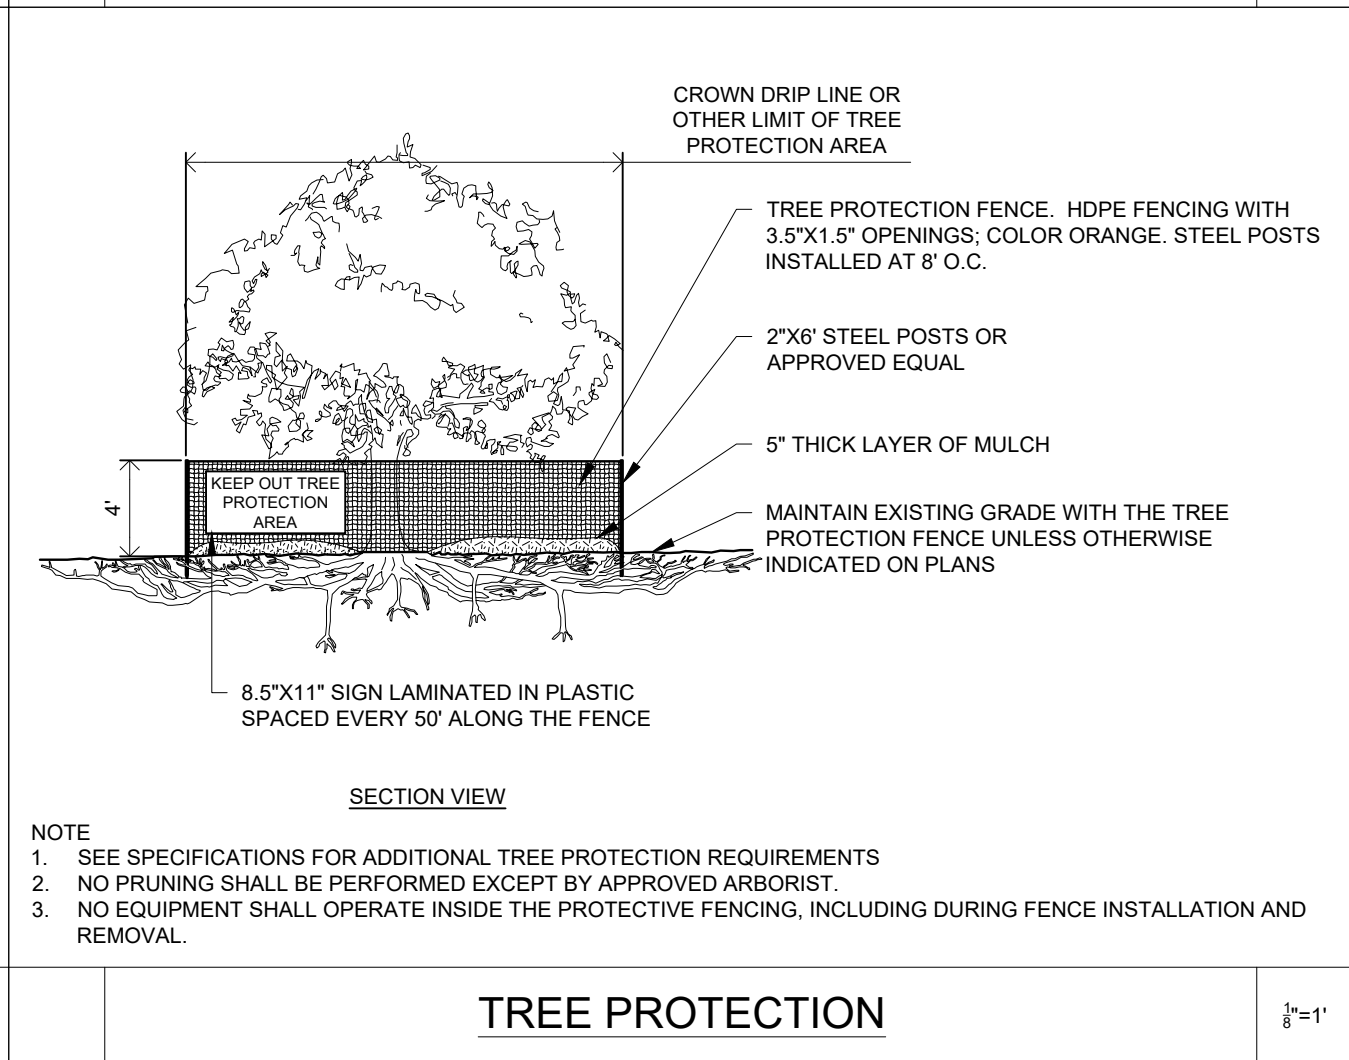 CROWN DRIP LINE OR
OTHER LIMIT OF TREE
PROTECTION AREA
TREE PROTECTION FENCE.  HDPE FENCING WITH
3.5"X1.5" OPENINGS; COLOR ORANGE. STEEL POSTS
INSTALLED AT 8' O.C.
2"X6' STEEL POSTS OR
APPROVED EQUAL
5" THICK LAYER OF MULCH
4'
KEEP OUT TREE
PROTECTION
AREA
MAINTAIN EXISTING GRADE WITH THE TREE
PROTECTION FENCE UNLESS OTHERWISE
INDICATED ON PLANS
8.5"X11" SIGN LAMINATED IN PLASTIC
SPACED EVERY 50' ALONG THE FENCE
SECTION VIEW
NOTE
1. SEE SPECIFICATIONS FOR ADDITIONAL TREE PROTECTION REQUIREMENTS
2. NO PRUNING SHALL BE PERFORMED EXCEPT BY APPROVED ARBORIST.
3. NO EQUIPMENT SHALL OPERATE INSIDE THE PROTECTIVE FENCING, INCLUDING DURING FENCE INSTALLATION AND
REMOVAL.
TREE PROTECTION
1/8"=1'